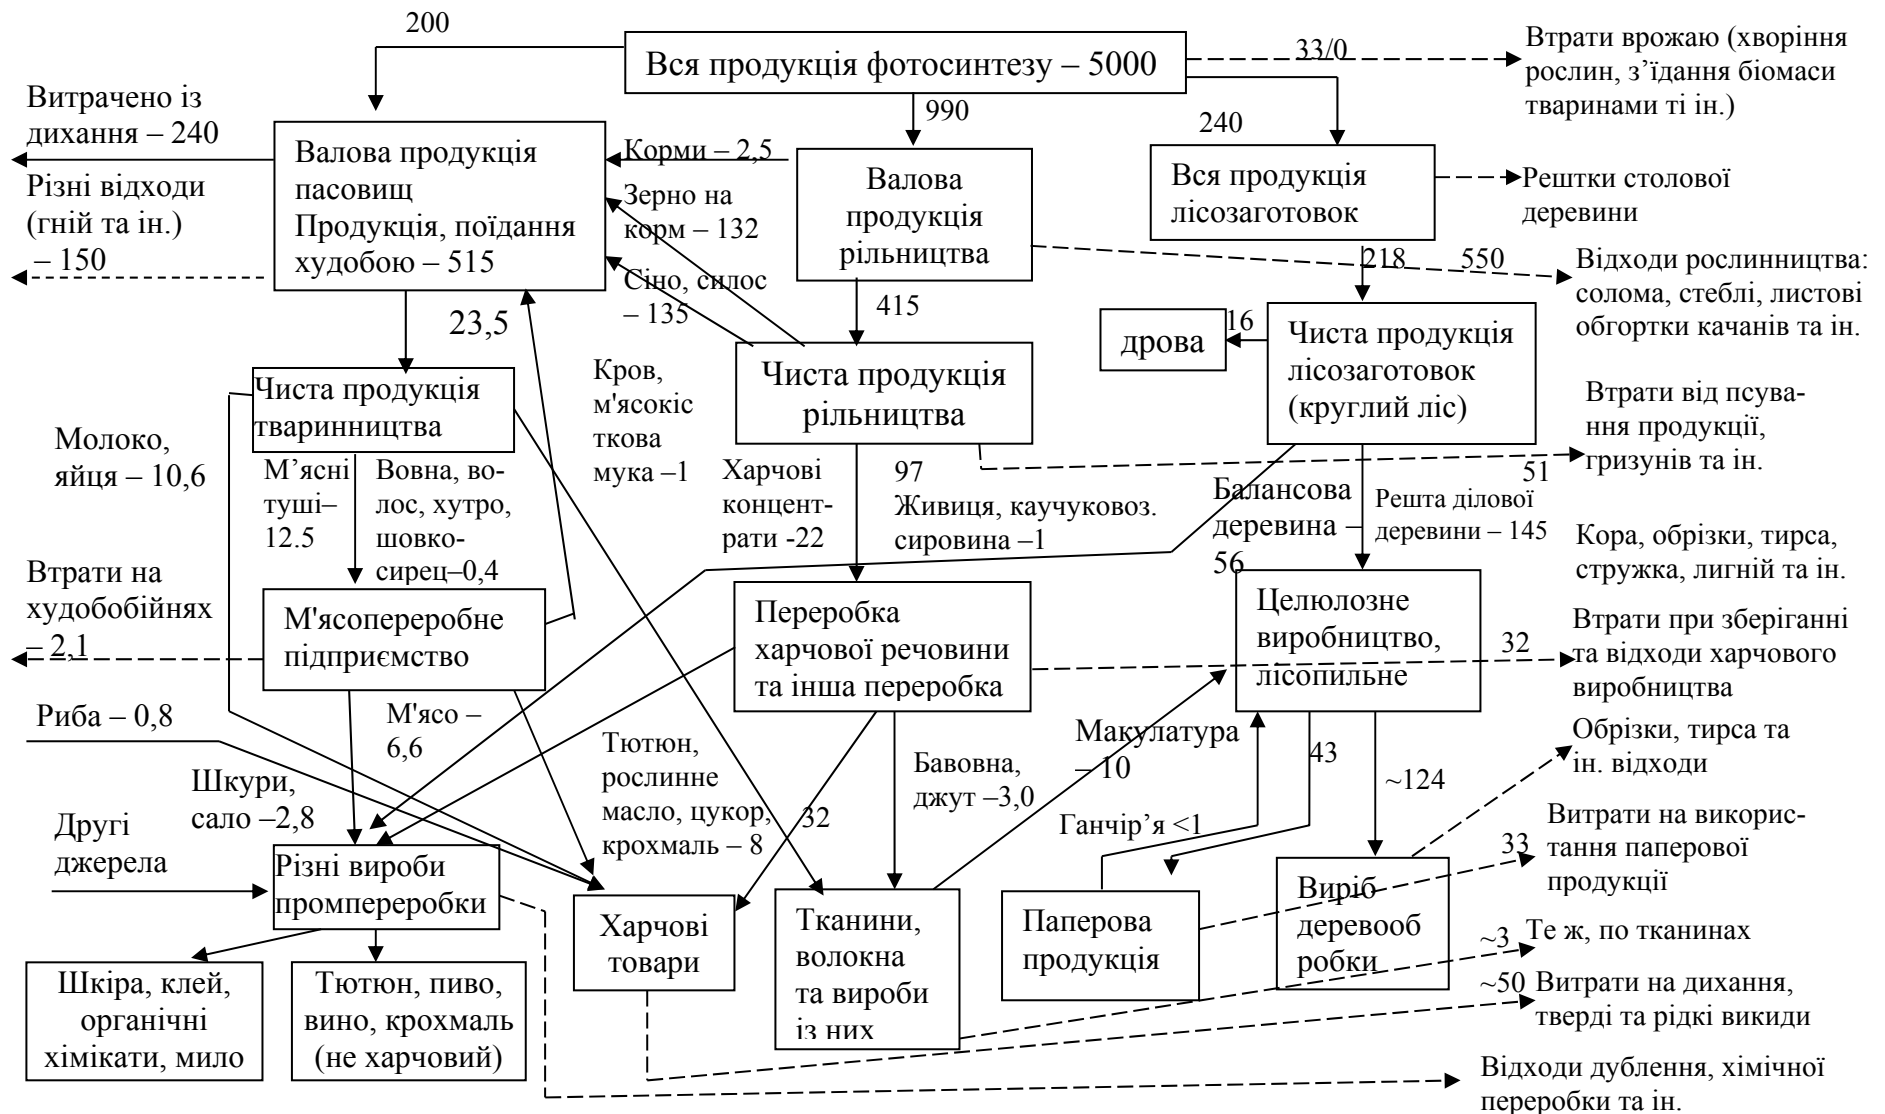 200
Вся продукція фотосинтезу – 5000
33/0
Втрати врожаю (хворіння
рослин, з’їдання біомаси
тваринами ті ін.)
Витрачено із
дихання – 240
Різні відходи
(гній та ін.)
– 150
Валова продукція
пасовищ
Продукція, поїдання
худобою – 515
990
240
Корми – 2,5
Зерно на
корм – 132
Сіно, силос
– 135
Валова
продукція
рільництва
Вся продукція
лісозаготовок
Рештки столової
деревини
218
550
Відходи рослинництва:
солома, стеблі, листові
обгортки качанів та ін.
23,5
415
дрова
16
Чиста продукція
лісозаготовок
(круглий ліс)
Чиста продукція
тваринництва
Кров,
м'ясокіс
ткова
мука –1
Чиста продукція
рільництва
Втрати від псува-
ння продукції,
гризунів та ін.
51
Молоко,
яйця – 10,6
М’ясні
туші–
12.5
Вовна, во-
лос, хутро,
шовко-
сирец–0,4
Харчові
концент-
рати -22
97
Живиця, каучуковоз.
сировина –1
Балансова
деревина –
56
Решта ділової
деревини – 145
Кора, обрізки, тирса,
стружка, лигній та ін.
Втрати на
худобобійнях
– 2,1
М'ясопереробне
підприємство
Переробка
харчової речовини
та інша переробка
Целюлозне
виробництво,
лісопильне
32
Втрати при зберіганні
та відходи харчового
виробництва
Риба – 0,8
М'ясо –
6,6
Тютюн,
рослинне
масло, цукор,
крохмаль – 8
32
Бавовна,
джут –3,0
Макулатура
– 10
43
~124
Обрізки, тирса та
ін. відходи
Шкури,
сало –2,8
Другі
джерела
Ганчір’я <1
33
Витрати на викорис-
тання паперової
продукції
Різні вироби
промпереробки
Харчові
товари
Тканини,
волокна
та вироби
із них
Паперова
продукція
Виріб
деревооб
робки
~3
Те ж, по тканинах
~50
Витрати на дихання,
тверді та рідкі викиди
Шкіра, клей,
органічні
хімікати, мило
Тютюн, пиво,
вино, крохмаль
(не харчовий)
Відходи дублення, хімічної
переробки та ін.